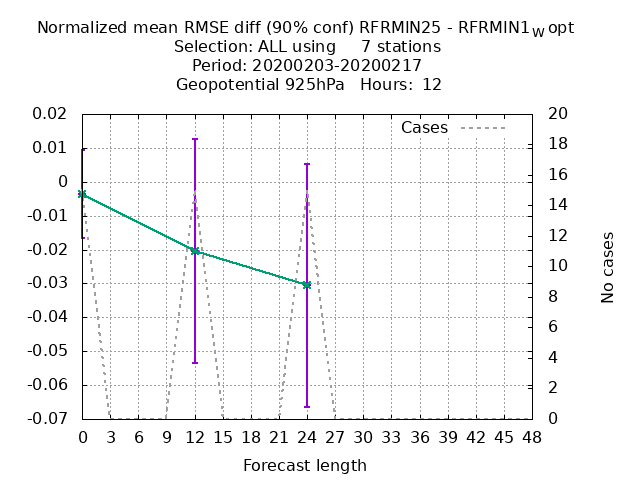 Normalized mean RMSE diff (90% conf) RFRMIN25 - RFRMIN1wopt
Selection: ALL using     7 stations
Period: 20200203-20200217
Geopotential 925hPa   Hours:  12
Cases
0.02
0.01
0
-0.01
-0.02
-0.03
-0.04
-0.05
-0.06
-0.07
20
18
16
14
12
10
8
6
4
2
0
No cases
0 3 6 9 12 15 18 21 24 27 30 33 36 39 42 45 48
Forecast length